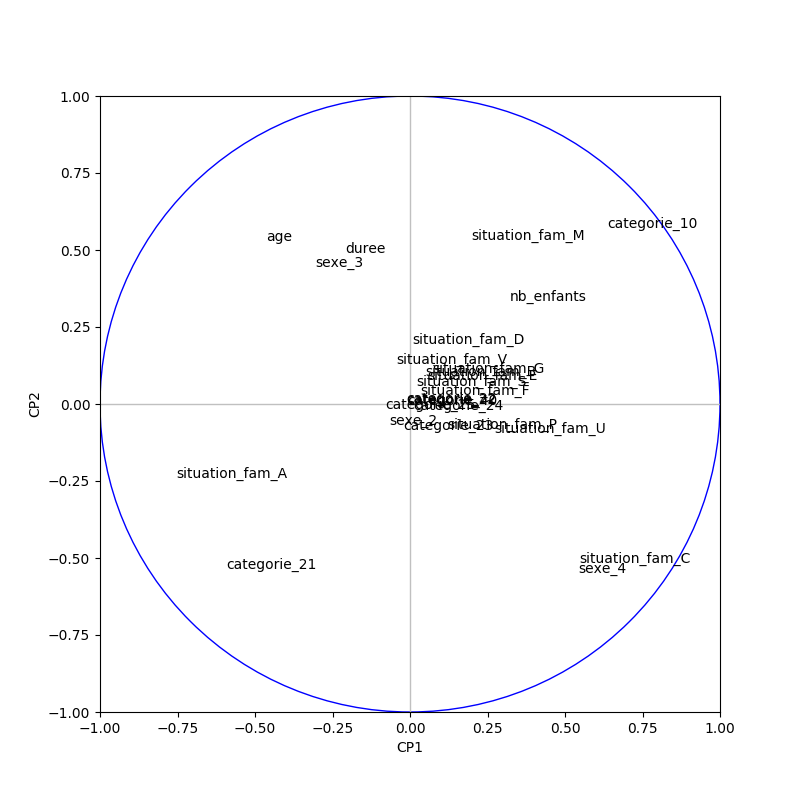 1.00
0.75
0.50
0.25
0.00
−0.25
−0.50
−0.75
−1.00
CP2
categorie_10
situation_fam_M
age
duree
sexe_3
nb_enfants
situation_fam_D
situation_fam_V
situation_fam_G
sexe_2
situation_fam_P
situation_fam_U
situation_fam_A
situation_fam_C
categorie_21
sexe_4
−1.00 −0.75 −0.50 −0.25 0.00 0.25 0.50 0.75 1.00
CP1